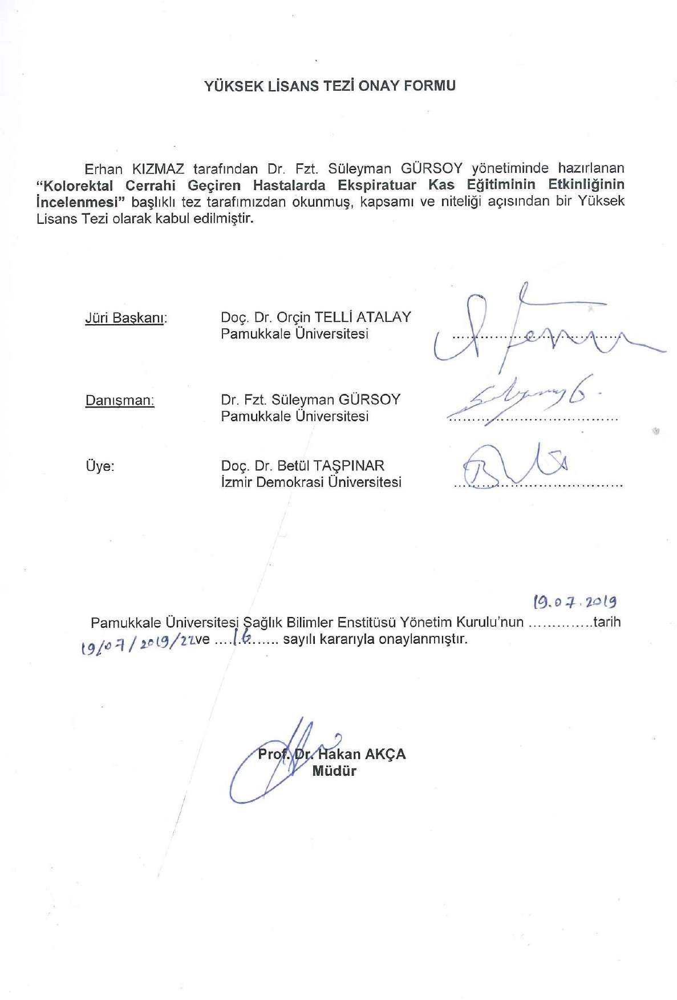 YÜKSEK LİSANS TEZİ ONAY FORMU
Erhan KIZMAZ tarafından Dr. Fzt. Süleyman GÜRSOY yönetiminde hazırlanan
“Kolorektal Cerrahi Geçiren Hastalarda Ekspiratuar Kas Eğitiminin Etkinliğinin
İncelenmesi” başlıklı tez tarafımızdan okunmuş, kapsamı ve niteliği açısından bir Yüksek
Lisans Tezi olarak kabul edilmiştir.
Jüri Başkanı: Doç. Dr. Orçin TELLİ ATALAY
Pamukkale Üniversitesi
Danışman: Dr. Fzt. Süleyman GÜRSOY
Pamukkale Üniversitesi
Üye: Doç. Dr. Betül TAŞPINAR
İzmir Demokrasi Üniversitesi
19.07.2019
Pamukkale Üniversitesi Sağlık Bilimler Enstitüsü Yönetim Kurulu’nun ..............tarih
19/07/2019/22 ve ....16....... sayılı kararıyla onaylanmıştır.
Prof. Dr. Hakan AKÇA
Müdür